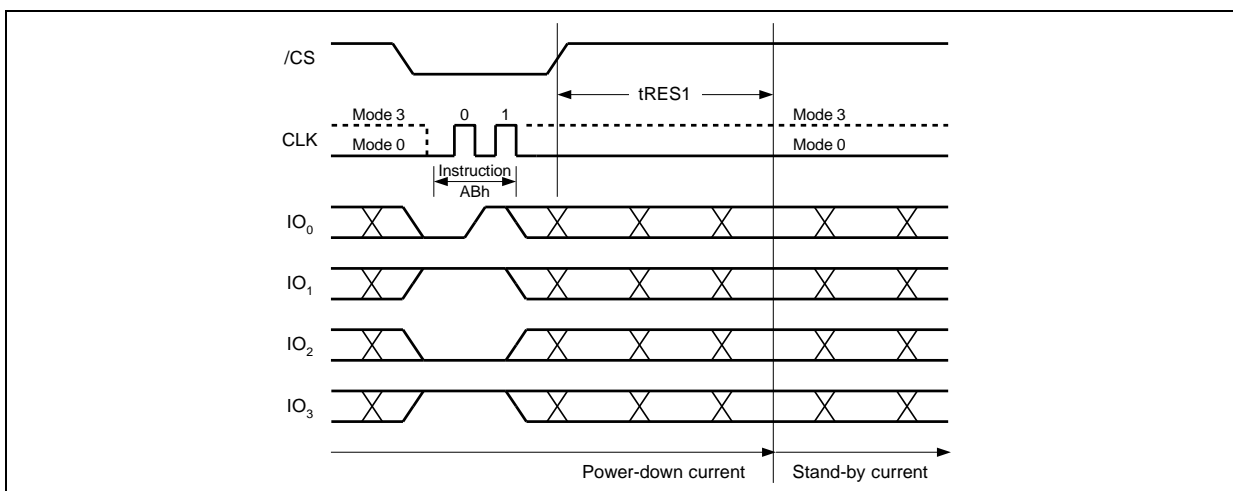 /CS
tRES1
Mode 3 0 1 Mode 3
CLK
Mode 0 Mode 0
Instruction
ABh
IO0
IO1
IO2
IO3
Power-down current Stand-by current